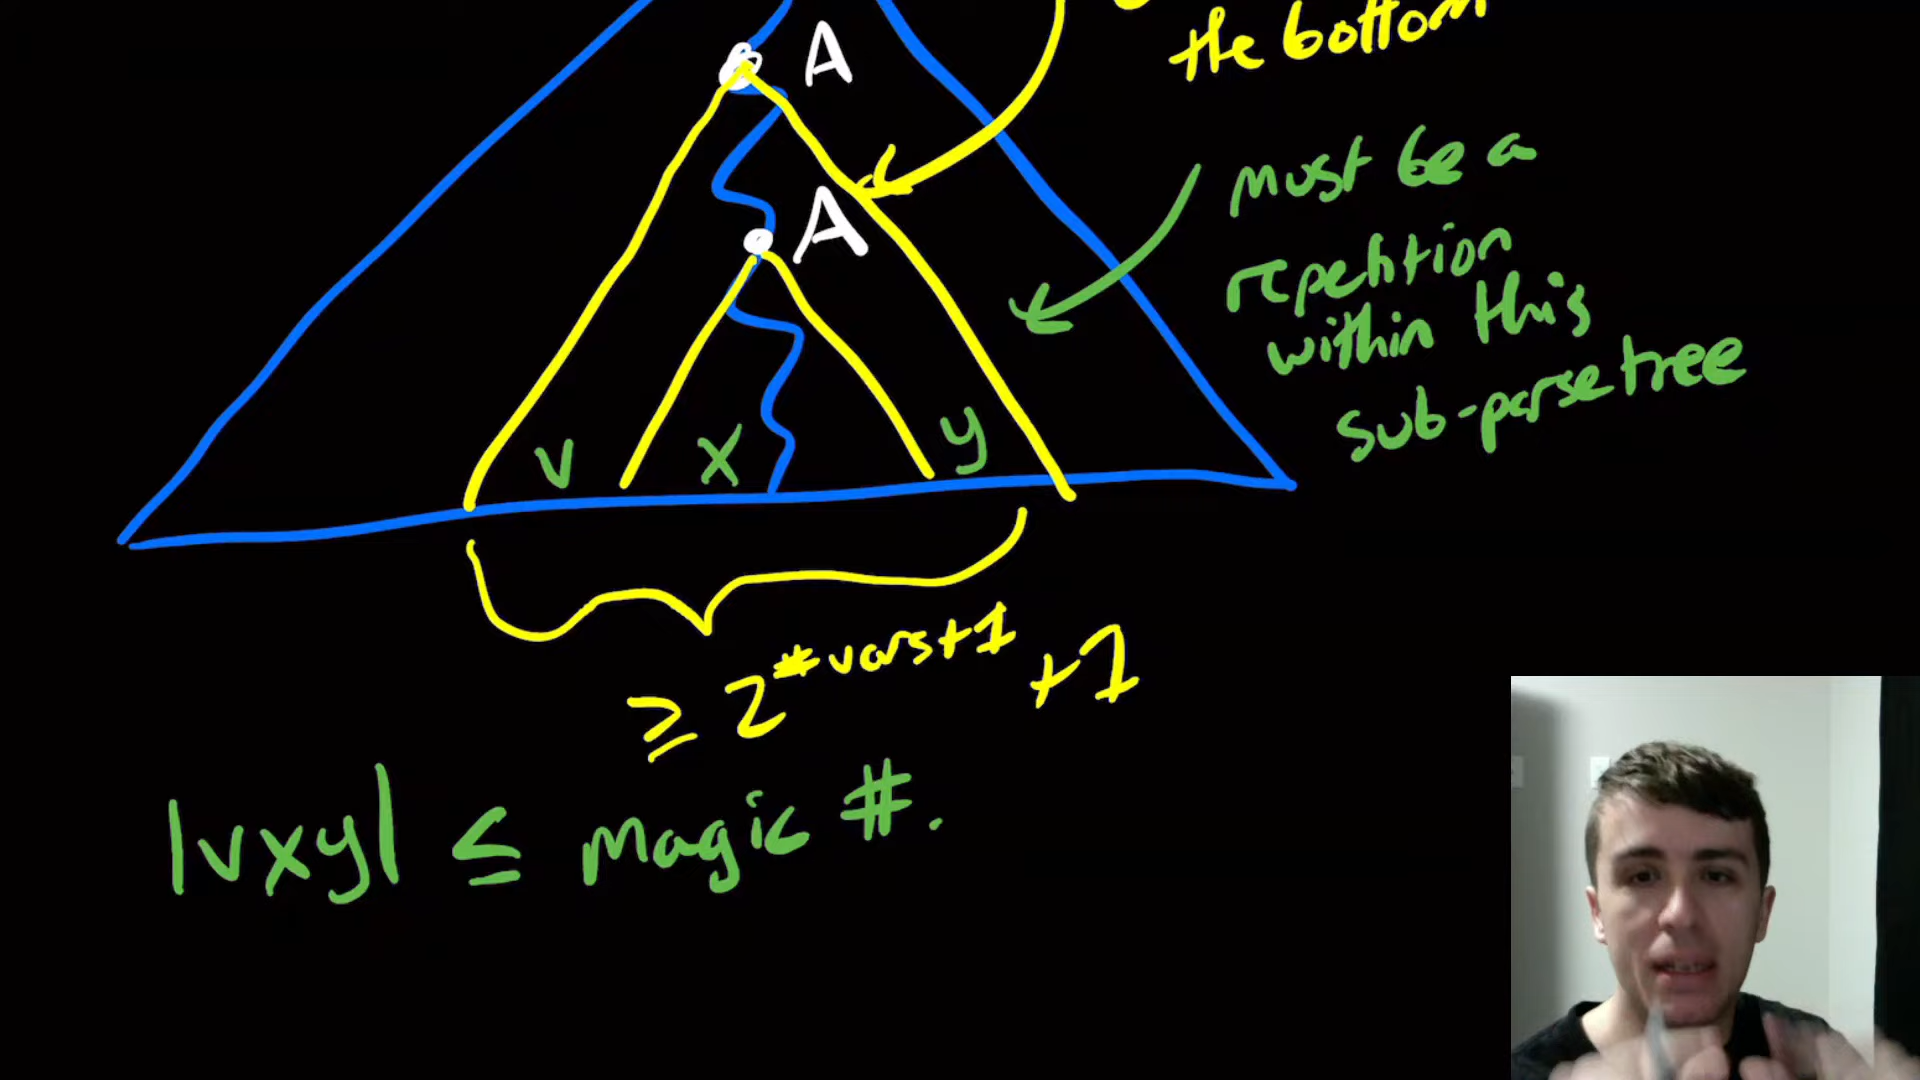 the bottom
A
must be a
A
repetition
within this
sub-parse tree
v x y
≥ 2^#vars+1 +1
|vxy| ≤ magic #.